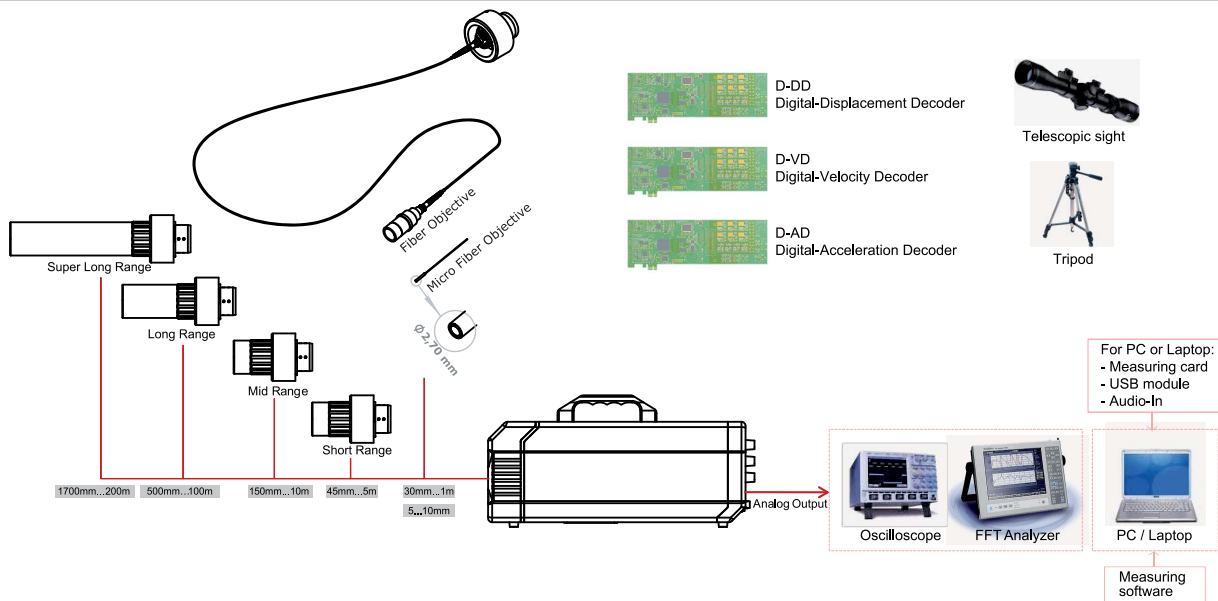 D-DD
Digital-Displacement Decoder
D-VD
Digital-Velocity Decoder
D-AD
Digital-Acceleration Decoder
Telescopic sight
Tripod
Fiber Objective
Micro Fiber Objective
Ø2,70 mm
Super Long Range
Long Range
Mid Range
Short Range
1700mm...200m
500mm...100m
150mm...10m
45mm...5m
30mm...1m
5...10mm
Analog Output
Oscilloscope
FFT Analyzer
For PC or Laptop:
- Measuring card
- USB module
- Audio-In
PC / Laptop
Measuring
software